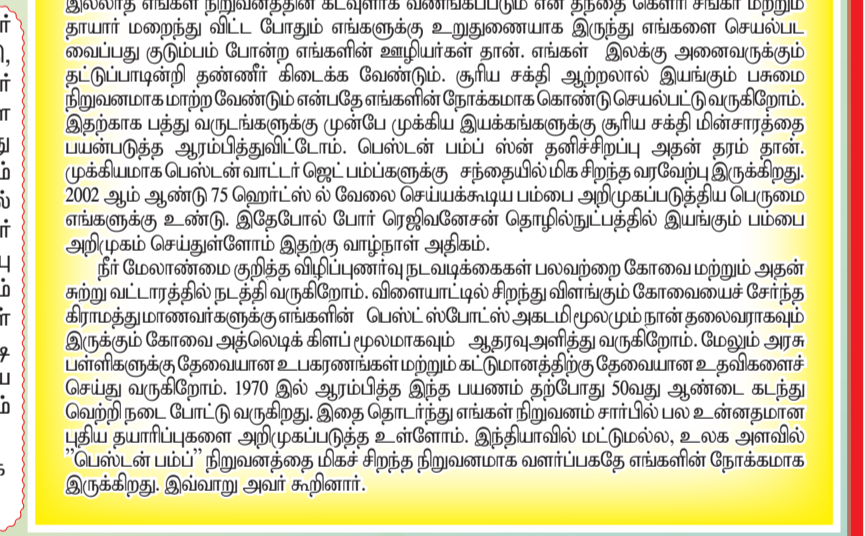 இல்லாத எங்கள் நிறுவனத்தின் கடவுளாக வணங்கப்படும் என் தந்தை கௌரி சங்கர் மற்றும்
தாயார் மறைந்து விட்ட போதும் எங்களுக்கு உறுதுணையாக இருந்து எங்களை செயல்பட
வைப்பது குடும்பம் போன்ற எங்களின் ஊழியர்கள் தான். எங்கள் இலக்கு அனைவருக்கும்
தட்டுப்பாடின்றி தண்ணீர் கிடைக்க வேண்டும். சூரிய சக்தி ஆற்றலால் இயங்கும் பசுமை
நிறுவனமாக மாற்ற வேண்டும் என்பதே எங்களின் நோக்கமாக கொண்டு செயல்பட்டு வருகிறோம்.
இதற்காக பத்து வருடங்களுக்கு முன்பே முக்கிய இயக்கங்களுக்கு சூரிய சக்தி மின்சாரத்தை
பயன்படுத்த ஆரம்பித்துவிட்டோம். பெஸ்டன் பம்ப் ஸ்ன் தனிச்சிறப்பு அதன் தரம் தான்.
முக்கியமாக பெஸ்டன் வாட்டர் ஜெட் பம்ப்களுக்கு சந்தையில் மிக சிறந்த வரவேற்பு இருக்கிறது.
2002 ஆம் ஆண்டு 75 ஹெர்ட்ஸ் ல் வேலை செய்யக்கூடிய பம்பை அறிமுகப்படுத்திய பெருமை
எங்களுக்கு உண்டு. இதேபோல் போர் ரெஜிவனேசன் தொழில்நுட்பத்தில் இயங்கும் பம்பை
அறிமுகம் செய்துள்ளோம் இதற்கு வாழ்நாள் அதிகம்.
நீர் மேலாண்மை குறித்த விழிப்புணர்வு நடவடிக்கைகள் பலவற்றை கோவை மற்றும் அதன்
சுற்று வட்டாரத்தில் நடத்தி வருகிறோம். விளையாட்டில் சிறந்து விளங்கும் கோவையைச் சேர்ந்த
கிராமத்து மாணவர்களுக்கு எங்களின் பெஸ்ட் ஸ்போட்ஸ் அகடமி மூலமும் நான் தலைவராகவும்
இருக்கும் கோவை அத்லெடிக் கிளப் மூலமாகவும் ஆதரவுஅளித்து வருகிறோம். மேலும் அரசு
பள்ளிகளுக்கு தேவையான உபகரணங்கள் மற்றும் கட்டுமானத்திற்கு தேவையான உதவிகளைச்
செய்து வருகிறோம். 1970 இல் ஆரம்பித்த இந்த பயணம் தற்போது 50வது ஆண்டை கடந்து
வெற்றி நடை போட்டு வருகிறது. இதை தொடர்ந்து எங்கள் நிறுவனம் சார்பில் பல உன்னதமான
புதிய தயாரிப்புகளை அறிமுகப்படுத்த உள்ளோம். இந்தியாவில் மட்டுமல்ல, உலக அளவில்
”பெஸ்டன் பம்ப்” நிறுவனத்தை மிகச் சிறந்த நிறுவனமாக வளர்ப்பகதே எங்களின் நோக்கமாக
இருக்கிறது. இவ்வாறு அவர் கூறினார்.